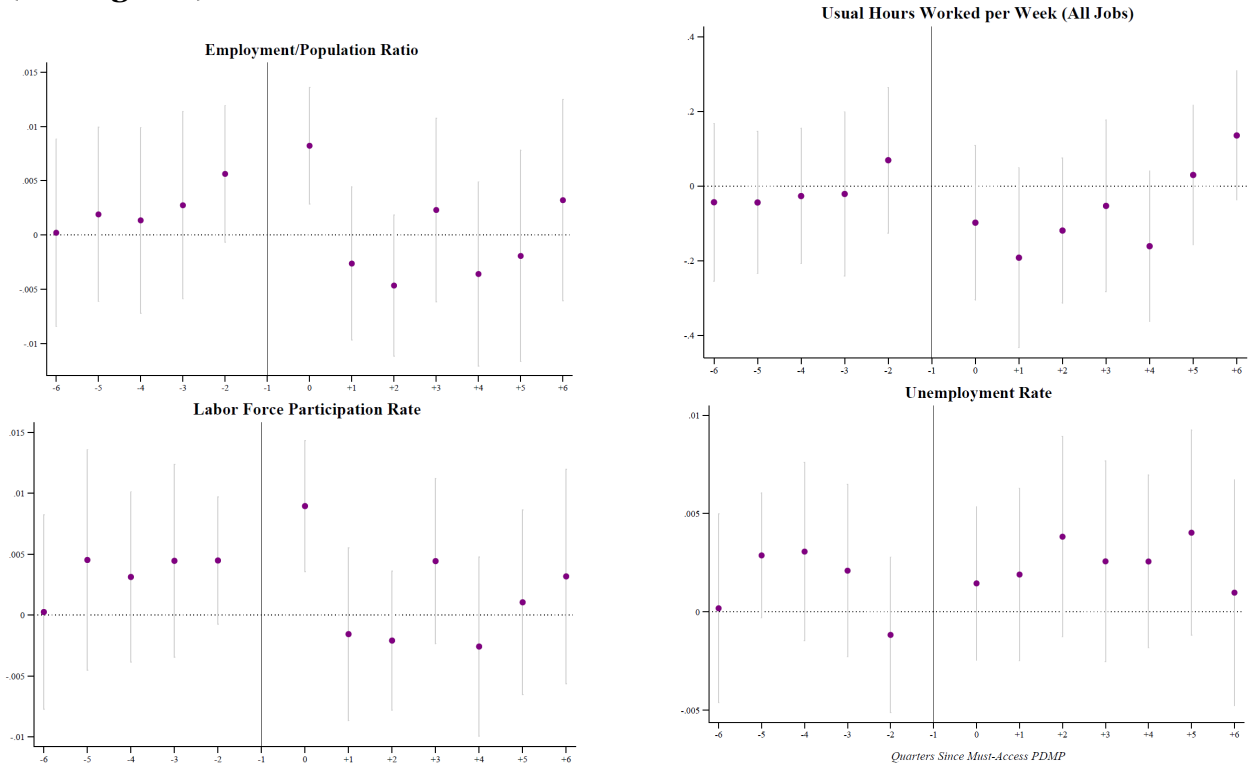 Employment/Population Ratio
.015
.01
.005
0
-.005
-.01
-6 -5 -4 -3 -2 -1 0 +1 +2 +3 +4 +5 +6
Usual Hours Worked per Week (All Jobs)
.4
.2
0
-.2
-.4
-6 -5 -4 -3 -2 -1 0 +1 +2 +3 +4 +5 +6
Labor Force Participation Rate
.015
.01
.005
0
-.005
-.01
-6 -5 -4 -3 -2 -1 0 +1 +2 +3 +4 +5 +6
Unemployment Rate
.01
.005
0
-.005
-6 -5 -4 -3 -2 -1 0 +1 +2 +3 +4 +5 +6
Quarters Since Must-Access PDMP